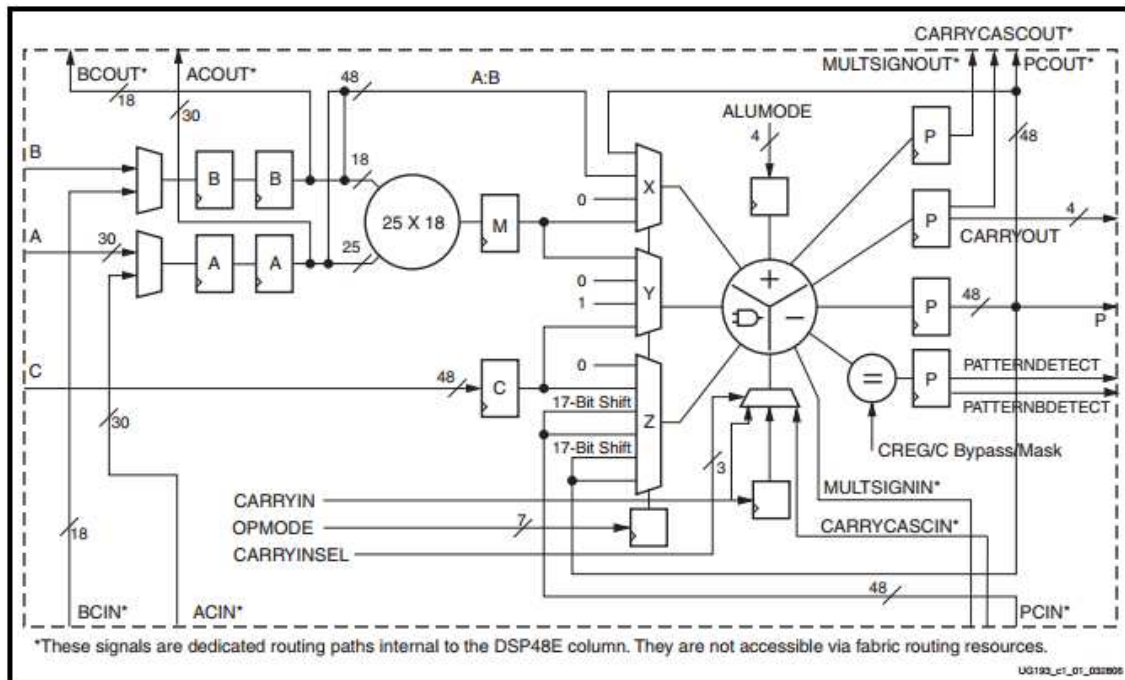 CARRYCASCOUT*
BCOUT* ACOUT* MULTSIGNOUT* PCOUT*
18 30 48 A:B
ALUMODE
4 48
B
18
B B P
X
0
25 X 18 M
A 30
25
A A P 4
CARRYOUT
0
1 Y
+
−
P 48
P
C 48 C
0
17-Bit Shift
Z
17-Bit Shift
= P PATTERNDETECT
PATTERNBDETECT
30
3
CREG/C Bypass/Mask
CARRYIN
MULTSIGNIN*
OPMODE 7
18
CARRYCASCIN*
CARRYINSEL
48
BCIN* ACIN* PCIN*
*These signals are dedicated routing paths internal to the DSP48E column. They are not accessible via fabric routing resources.
UG193_c1_01_032806